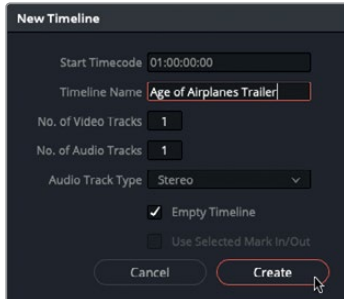 New Timeline
Start Timecode 01:00:00:00
Timeline Name Age of Airplanes Trailer
No. of Video Tracks 1
No. of Audio Tracks 1
Audio Track Type Stereo
Empty Timeline
Use Selected Mark In/Out
Cancel Create